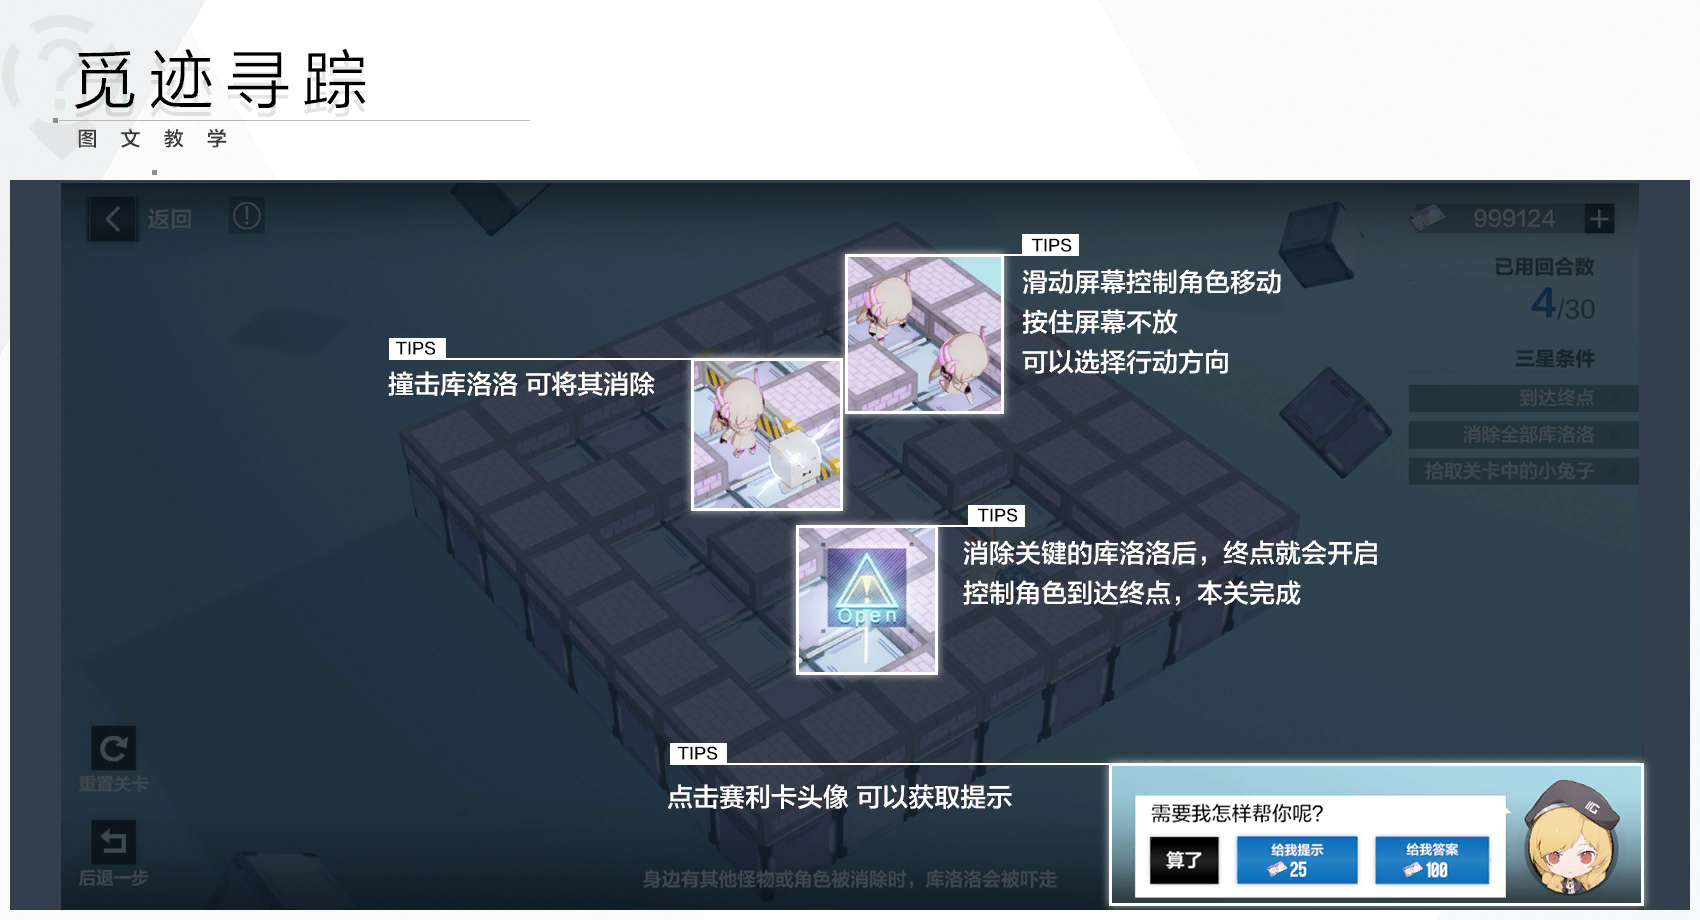 觅迹寻踪
图文教学
返回
999124
已用回合数
4/30
三星条件
到达终点
消除全部库洛洛
拾取关卡中的小兔子
TIPS
滑动屏幕控制角色移动
按住屏幕不放
可以选择行动方向
TIPS
撞击库洛洛 可将其消除
TIPS
消除关键的库洛洛后，终点就会开启
控制角色到达终点，本关完成
Open
TIPS
点击赛利卡头像 可以获取提示
重置关卡
后退一步
身边有其他怪物或角色被消除时，库洛洛会被吓走
需要我怎样帮你呢?
算了
给我提示
25
给我答案
100